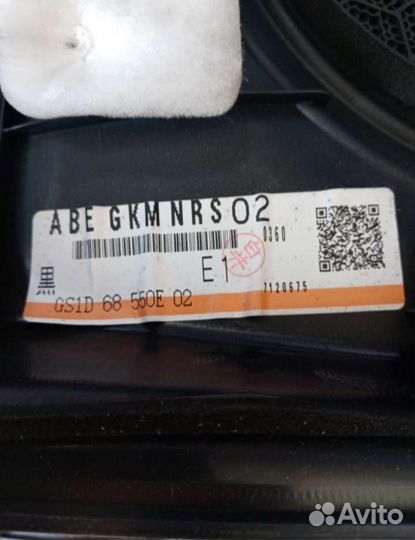 ABE GKMNRS02
0360
E1
黒
GS1D 68 550E 02
7120675
Avito